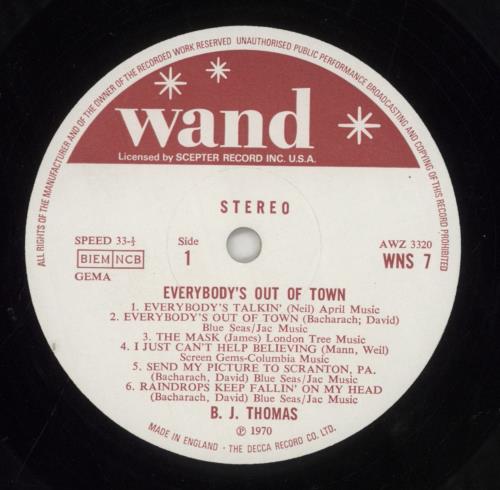 ALL RIGHTS OF THE MANUFACTURER AND OF THE OWNER OF THE RECORDED WORK RESERVED UNAUTHORISED PUBLIC PERFORMANCE BROADCASTING AND COPYING OF THIS RECORD PROHIBITED
wand
Licensed by SCEPTER RECORD INC. U.S.A.
STEREO
SPEED 33-⅓
BIEM NCB
GEMA
Side
1
AWZ 3320
WNS 7
EVERYBODY'S OUT OF TOWN
1. EVERYBODY'S TALKIN' (Neil) April Music
2. EVERYBODY'S OUT OF TOWN (Bacharach; David)
Blue Seas/Jac Music
3. THE MASK (James) London Tree Music
4. I JUST CAN'T HELP BELIEVING (Mann, Weil)
Screen Gems-Columbia Music
5. SEND MY PICTURE TO SCRANTON, PA.
(Bacharach, David) Blue Seas/Jac Music
6. RAINDROPS KEEP FALLIN' ON MY HEAD
(Bacharach, David) Blue Seas/Jac Music
B. J. THOMAS
℗ 1970
MADE IN ENGLAND · THE DECCA RECORD CO. LTD.